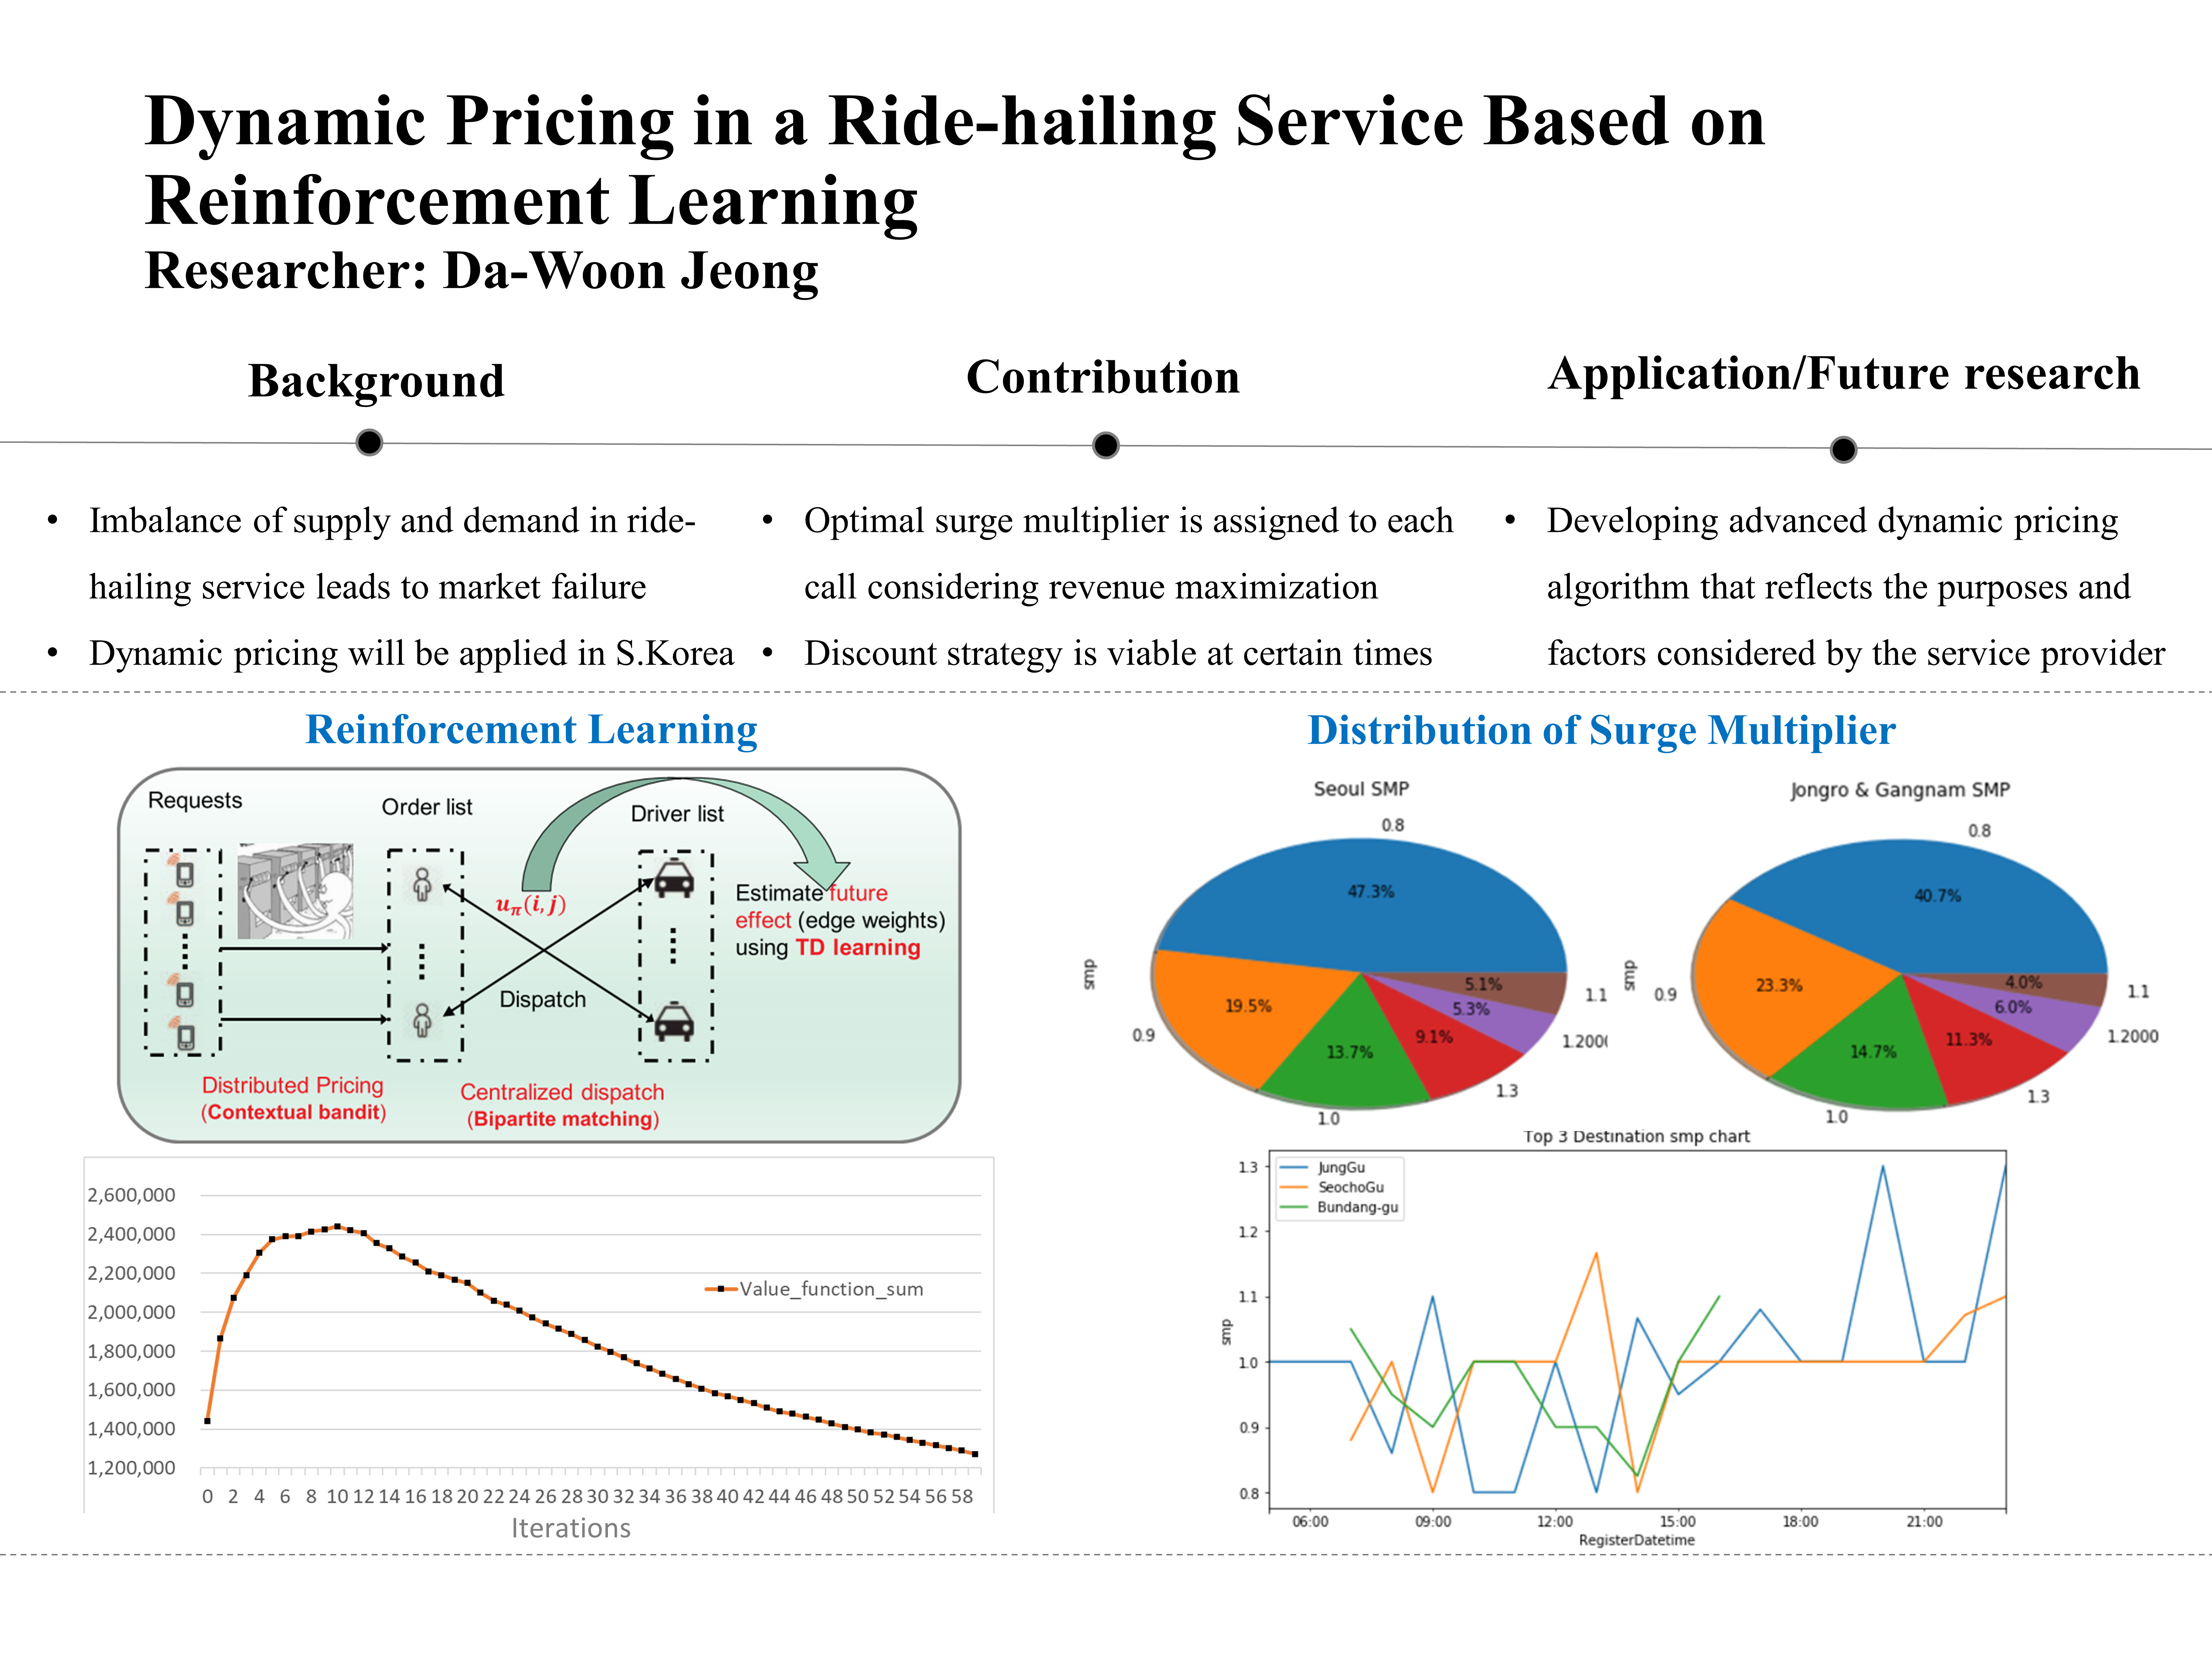 Dynamic Pricing in a Ride-hailing Service Based on
Reinforcement Learning
Researcher: Da-Woon Jeong
Background
Contribution
Application/Future research
• Imbalance of supply and demand in ride-
hailing service leads to market failure
• Dynamic pricing will be applied in S.Korea
• Optimal surge multiplier is assigned to each
call considering revenue maximization
• Discount strategy is viable at certain times
• Developing advanced dynamic pricing
algorithm that reflects the purposes and
factors considered by the service provider
Reinforcement Learning
Requests
Order list
Driver list
u_π(i,j)
Estimate future
effect (edge weights)
using TD learning
Dispatch
Distributed Pricing
(Contextual bandit)
Centralized dispatch
(Bipartite matching)
2,600,000
2,400,000
2,200,000
2,000,000
1,800,000
1,600,000
1,400,000
1,200,000
Value_function_sum
0 2 4 6 8 10 12 14 16 18 20 22 24 26 28 30 32 34 36 38 40 42 44 46 48 50 52 54 56 58
Iterations
Distribution of Surge Multiplier
Seoul SMP
0.8
47.3%
smp
19.5%
0.9
13.7%
1.0
9.1%
1.3
5.3%
1.200
5.1%
1.1
Jongro & Gangnam SMP
0.8
40.7%
smp
23.3%
0.9
14.7%
1.0
11.3%
1.3
6.0%
1.2000
4.0%
1.1
Top 3 Destination smp chart
JungGu
SeochoGu
Bundang-gu
1.3
1.2
1.1
1.0
0.9
0.8
smp
06:00 09:00 12:00 15:00 18:00 21:00
RegisterDatetime